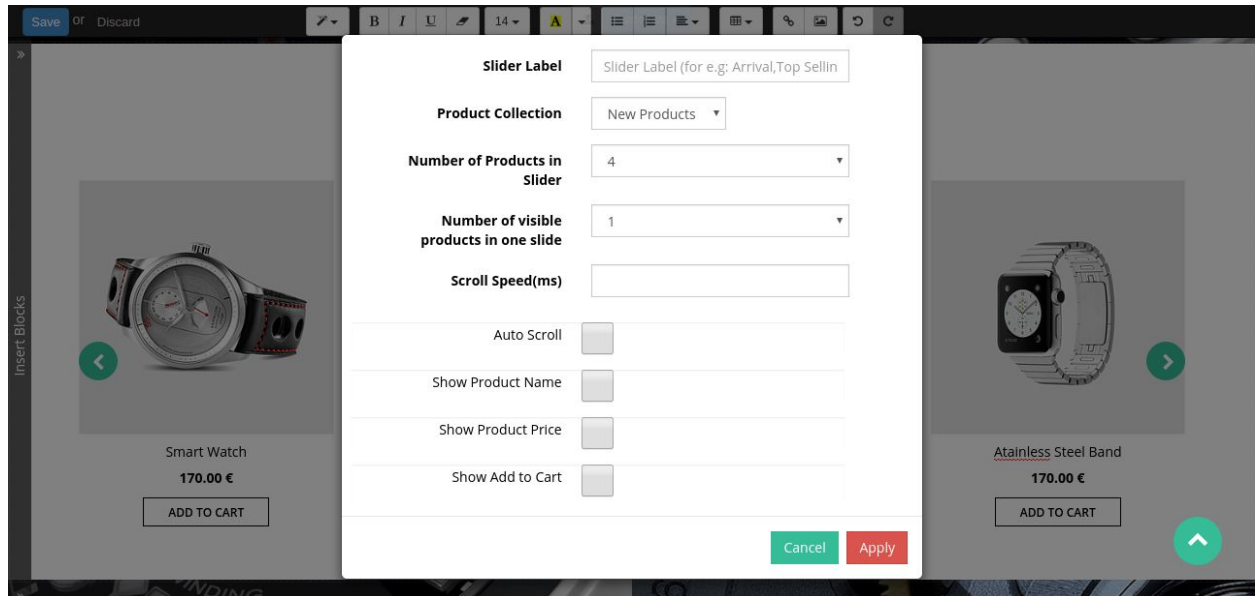 Save or Discard
B I U 14 A
Slider Label
Slider Label (for e.g: Arrival,Top Sellin
Product Collection
New Products
Number of Products in
Slider
4
Number of visible
products in one slide
1
Scroll Speed(ms)
Auto Scroll
Show Product Name
Show Product Price
Show Add to Cart
Cancel
Apply
Insert Blocks
Smart Watch
170.00 €
ADD TO CART
Atainless Steel Band
170.00 €
ADD TO CART
WINDING